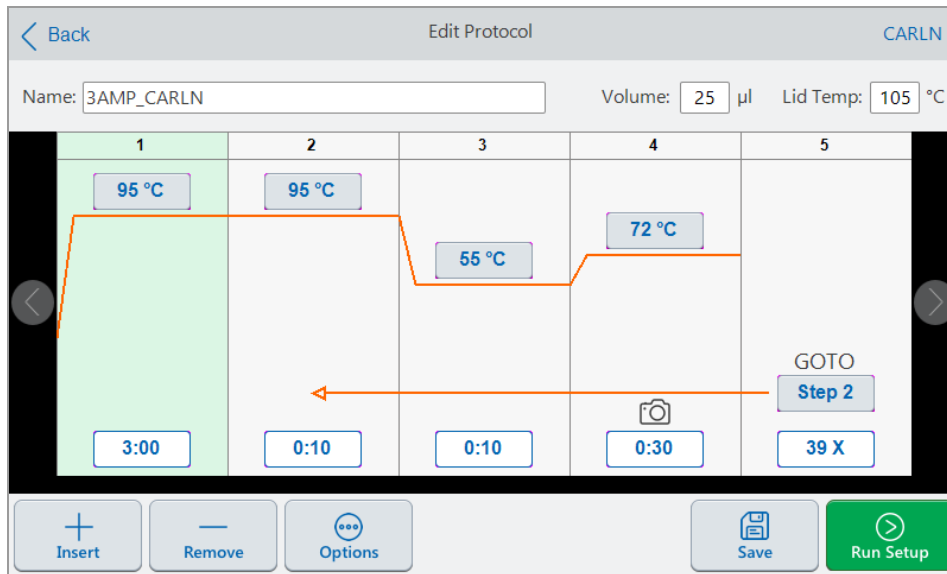 Back
Edit Protocol
CARLN
Name: 3AMP_CARLN
Volume: 25 µl
Lid Temp: 105 °C
1 2 3 4 5
95 °C 95 °C
72 °C
55 °C
GOTO
Step 2
3:00 0:10 0:10 0:30 39 X
Insert
Remove
Options
Save
Run Setup